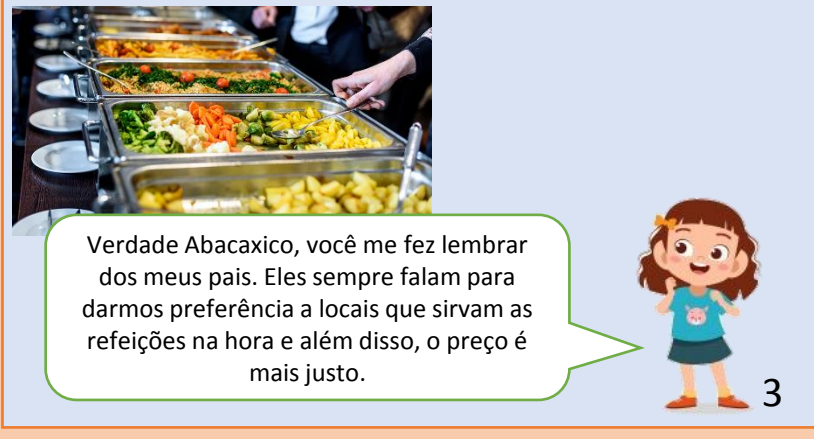 Verdade Abacaxico, você me fez lembrar
dos meus pais. Eles sempre falam para
darmos preferência a locais que sirvam as
refeições na hora e além disso, o preço é
mais justo.
3